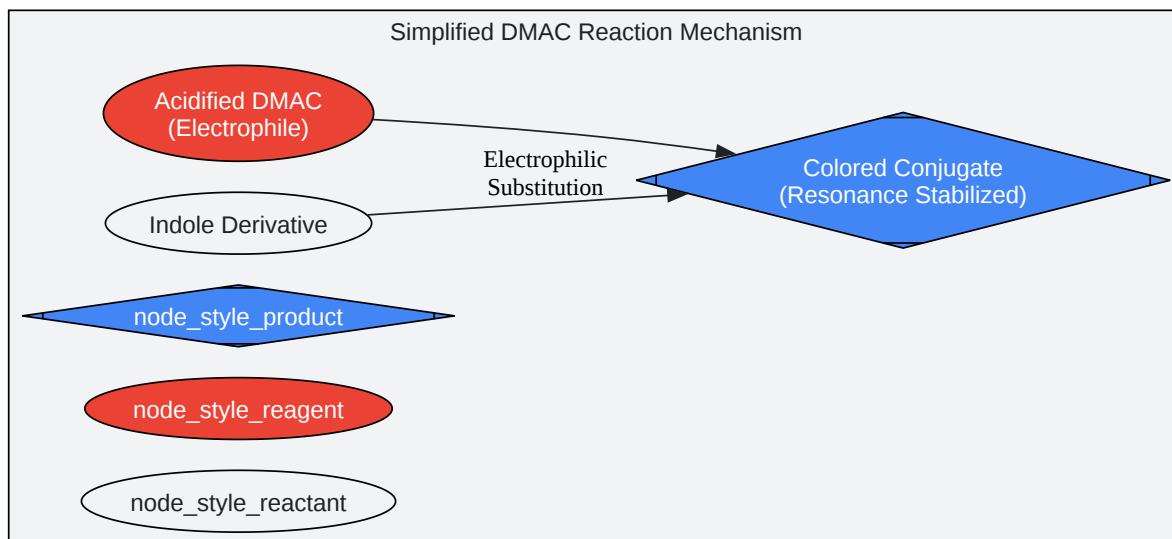 Simplified DMAC Reaction Mechanism
Acidified DMAC
(Electrophile)
Electrophilic
Substitution
Colored Conjugate
(Resonance Stabilized)
Indole Derivative
node_style_product
node_style_reagent
node_style_reactant